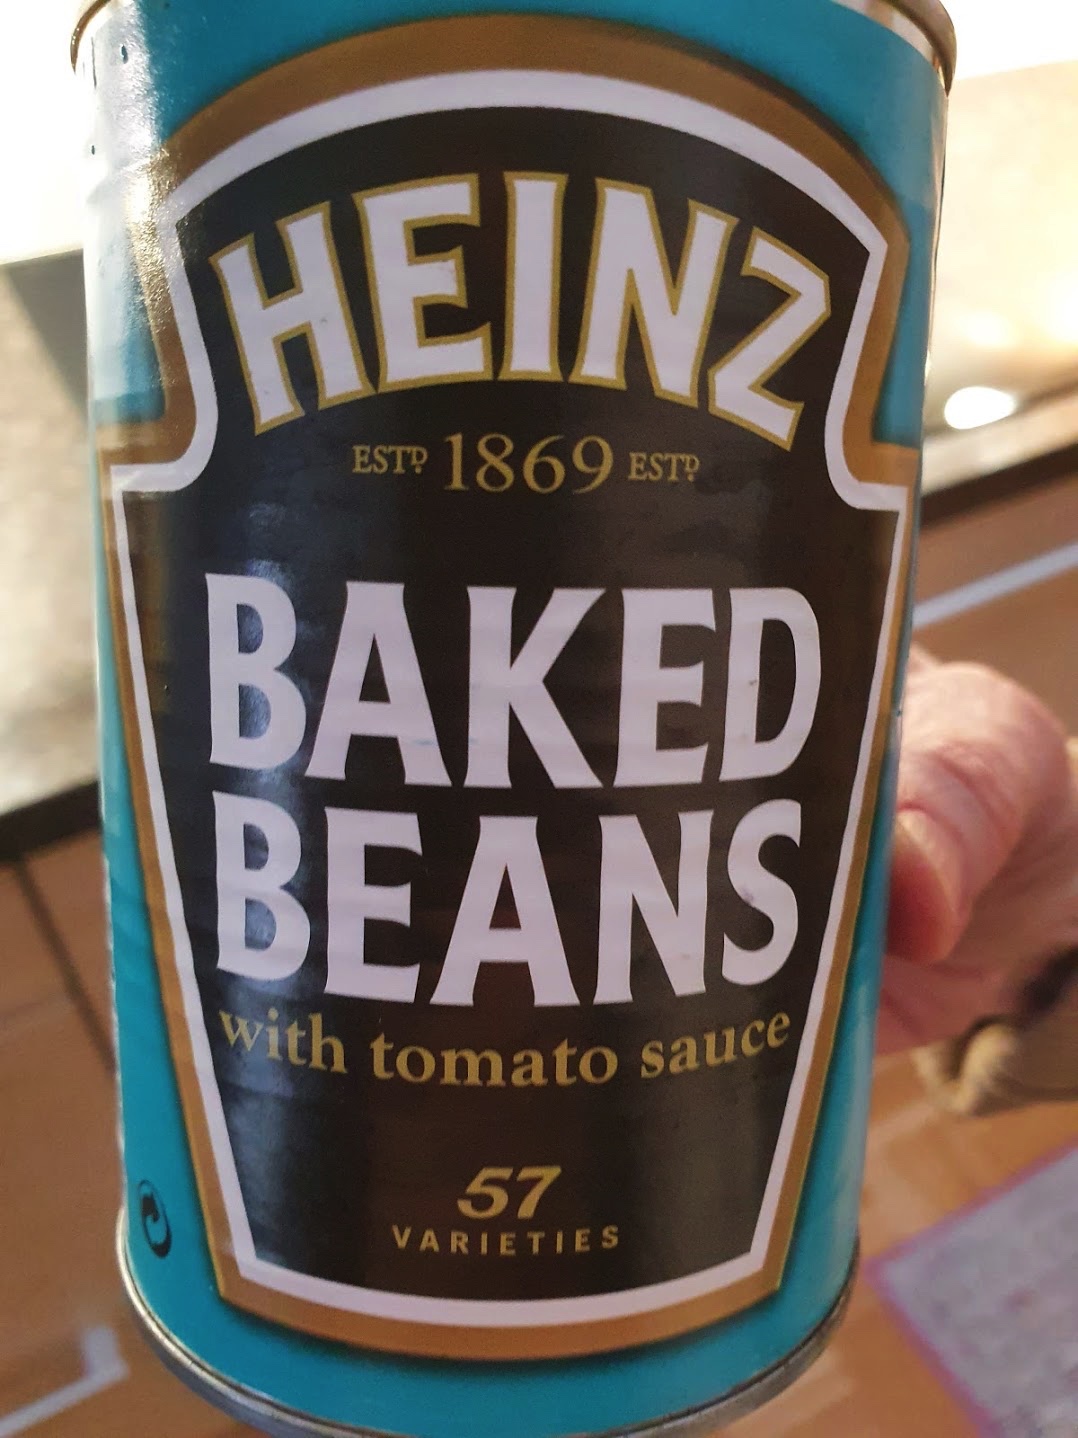 HEINZ
ESTD 1869 ESTD
BAKED
BEANS
with tomato sauce
57
VARIETIES